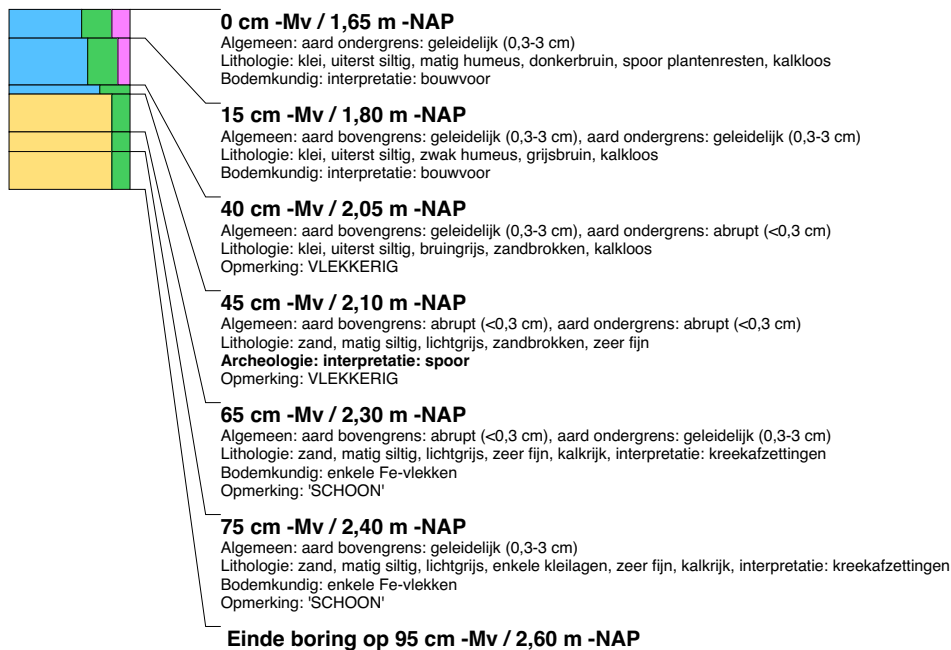 0 cm -Mv / 1,65 m -NAP
Algemeen: aard ondergrens: geleidelijk (0,3-3 cm)
Lithologie: klei, uiterst siltig, matig humeus, donkerbruin, spoor plantenresten, kalkloos
Bodemkundig: interpretatie: bouwvoor
15 cm -Mv / 1,80 m -NAP
Algemeen: aard bovengrens: geleidelijk (0,3-3 cm), aard ondergrens: geleidelijk (0,3-3 cm)
Lithologie: klei, uiterst siltig, zwak humeus, grijsbruin, kalkloos
Bodemkundig: interpretatie: bouwvoor
40 cm -Mv / 2,05 m -NAP
Algemeen: aard bovengrens: geleidelijk (0,3-3 cm), aard ondergrens: abrupt (<0,3 cm)
Lithologie: klei, uiterst siltig, bruingrijs, zandbrokken, kalkloos
Opmerking: VLEKKERIG
45 cm -Mv / 2,10 m -NAP
Algemeen: aard bovengrens: abrupt (<0,3 cm), aard ondergrens: abrupt (<0,3 cm)
Lithologie: zand, matig siltig, lichtgrijs, zandbrokken, zeer fijn
Archeologie: interpretatie: spoor
Opmerking: VLEKKERIG
65 cm -Mv / 2,30 m -NAP
Algemeen: aard bovengrens: abrupt (<0,3 cm), aard ondergrens: geleidelijk (0,3-3 cm)
Lithologie: zand, matig siltig, lichtgrijs, zeer fijn, kalkrijk, interpretatie: kreekafzettingen
Bodemkundig: enkele Fe-vlekken
Opmerking: 'SCHOON'
75 cm -Mv / 2,40 m -NAP
Algemeen: aard bovengrens: geleidelijk (0,3-3 cm)
Lithologie: zand, matig siltig, lichtgrijs, enkele kleilagen, zeer fijn, kalkrijk, interpretatie: kreekafzettingen
Bodemkundig: enkele Fe-vlekken
Opmerking: 'SCHOON'
Einde boring op 95 cm -Mv / 2,60 m -NAP